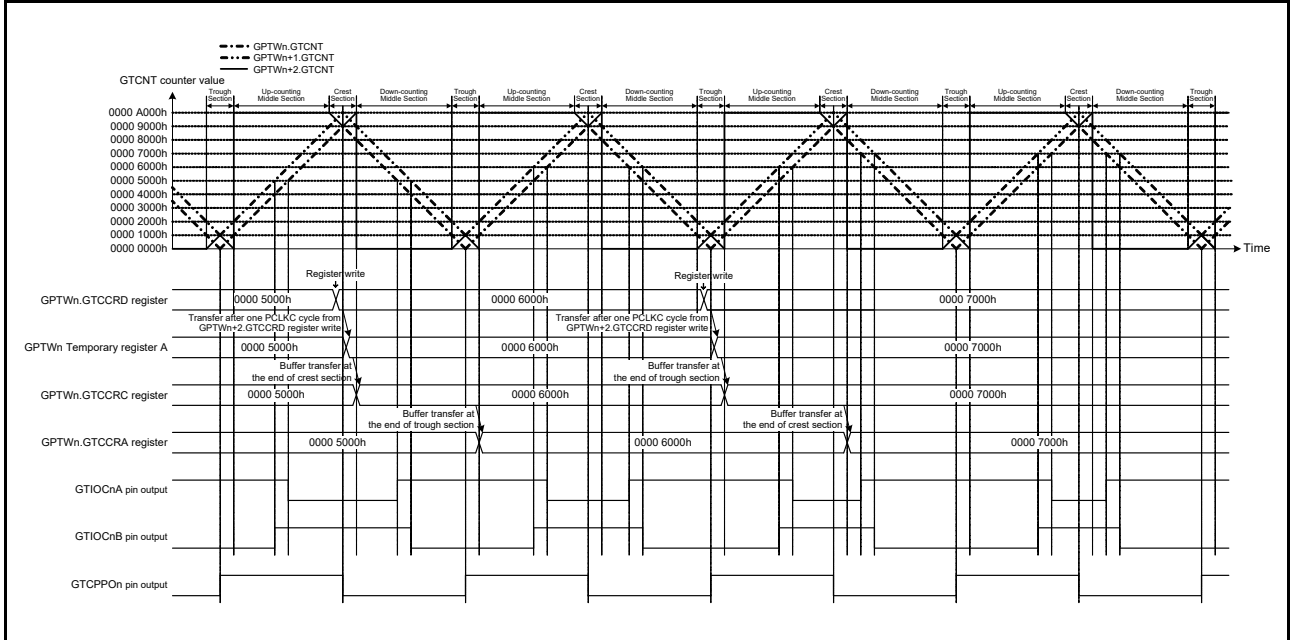 GPTWn.GTCNT
GPTWn+1.GTCNT
GPTWn+2.GTCNT
GTCNT counter value
Trough Section
Up-counting Middle Section
Crest Section
Down-counting Middle Section
Trough Section
Up-counting Middle Section
Crest Section
Down-counting Middle Section
Trough Section
Up-counting Middle Section
Crest Section
Down-counting Middle Section
Trough Section
Up-counting Middle Section
Crest Section
Down-counting Middle Section
Trough Section
0000 A000h
0000 9000h
0000 8000h
0000 7000h
0000 6000h
0000 5000h
0000 4000h
0000 3000h
0000 2000h
0000 1000h
0000 0000h
Time
Register write
Register write
GPTWn.GTCCRD register
0000 5000h
0000 6000h
0000 7000h
Transfer after one PCLKC cycle from
GPTWn+2.GTCCRD register write
Transfer after one PCLKC cycle from
GPTWn+2.GTCCRD register write
GPTWn Temporary register A
0000 5000h
0000 6000h
0000 7000h
Buffer transfer at
the end of crest section
Buffer transfer at
the end of trough section
GPTWn.GTCCRC register
0000 5000h
0000 6000h
0000 7000h
Buffer transfer at
the end of trough section
Buffer transfer at
the end of crest section
GPTWn.GTCCRA register
0000 5000h
0000 6000h
0000 7000h
GTIOCnA pin output
GTIOCnB pin output
GTCPPOn pin output